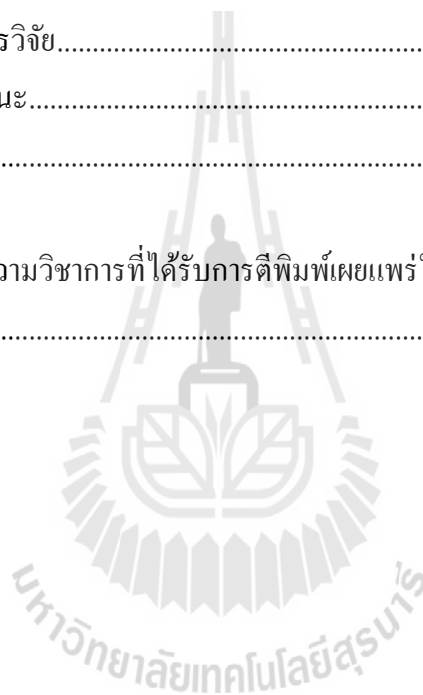 รวิจัย................................................
นะ................................................
................................................
วามวิชาการที่ได้รับการตีพิมพ์เผยแพร่
................................................
มหาวิทยาลัยเทคโนโลยีสุรนารี